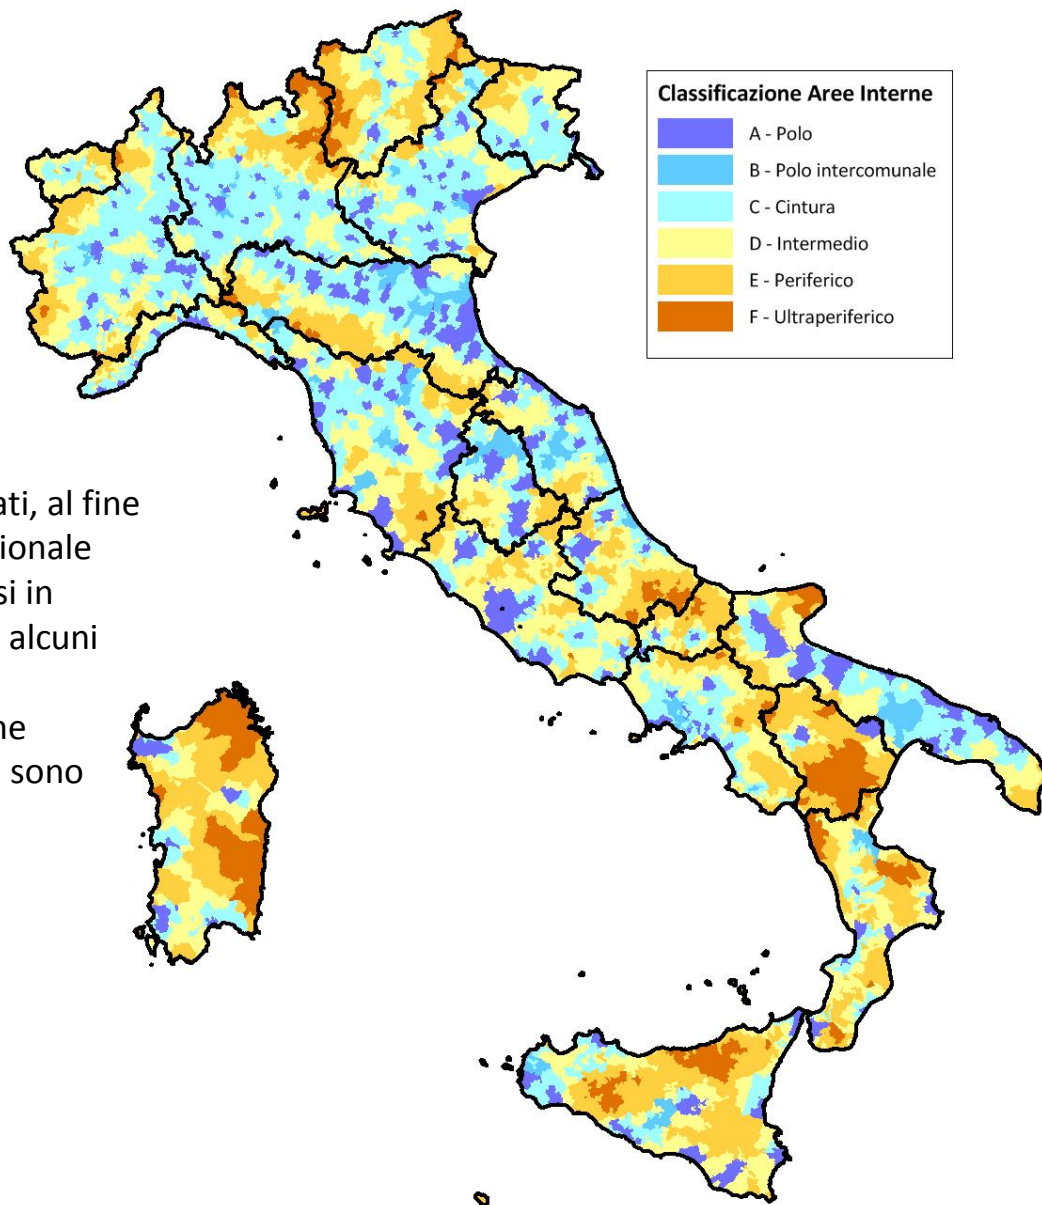 Classificazione Aree Interne
A - Polo
B - Polo intercomunale
C - Cintura
D - Intermedio
E - Periferico
F - Ultraperiferico
ati, al fine
ionale
si in
alcuni
ne
sono